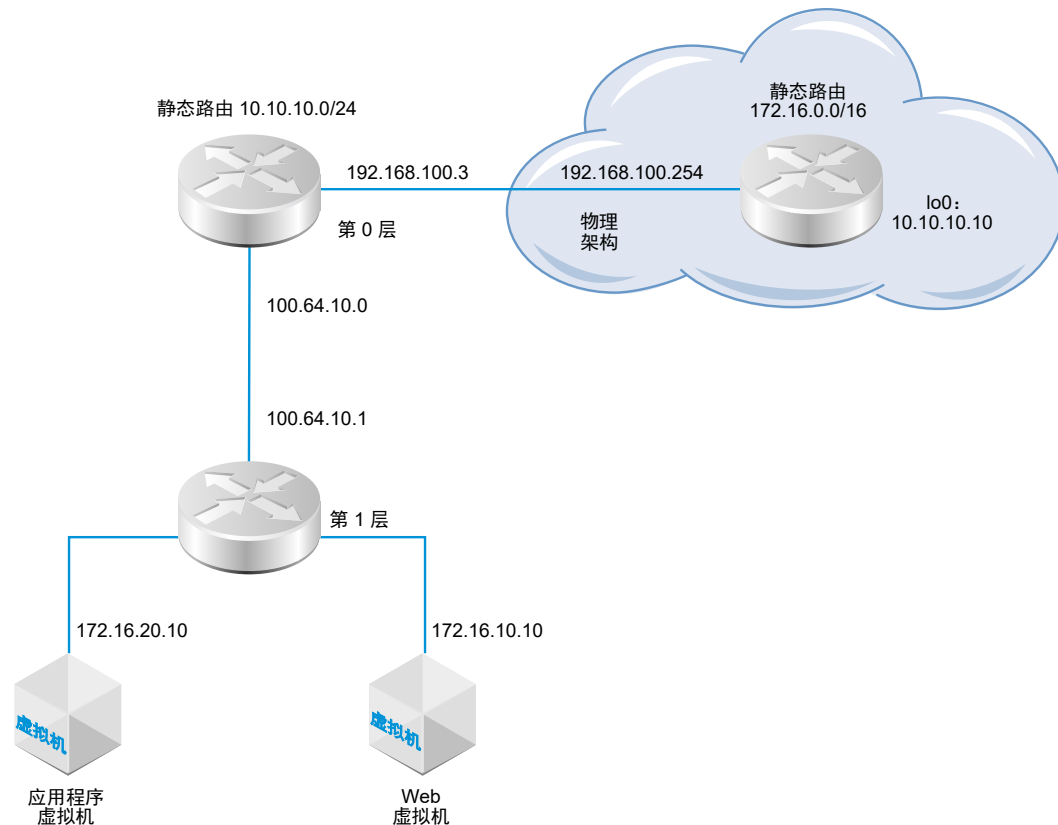 静态路由 10.10.10.0/24
静态路由
172.16.0.0/16
192.168.100.3
192.168.100.254
lo0：
10.10.10.10
第 0 层
物理
架构
100.64.10.0
100.64.10.1
第 1 层
172.16.20.10
172.16.10.10
虚拟机
虚拟机
应用程序
虚拟机
Web
虚拟机